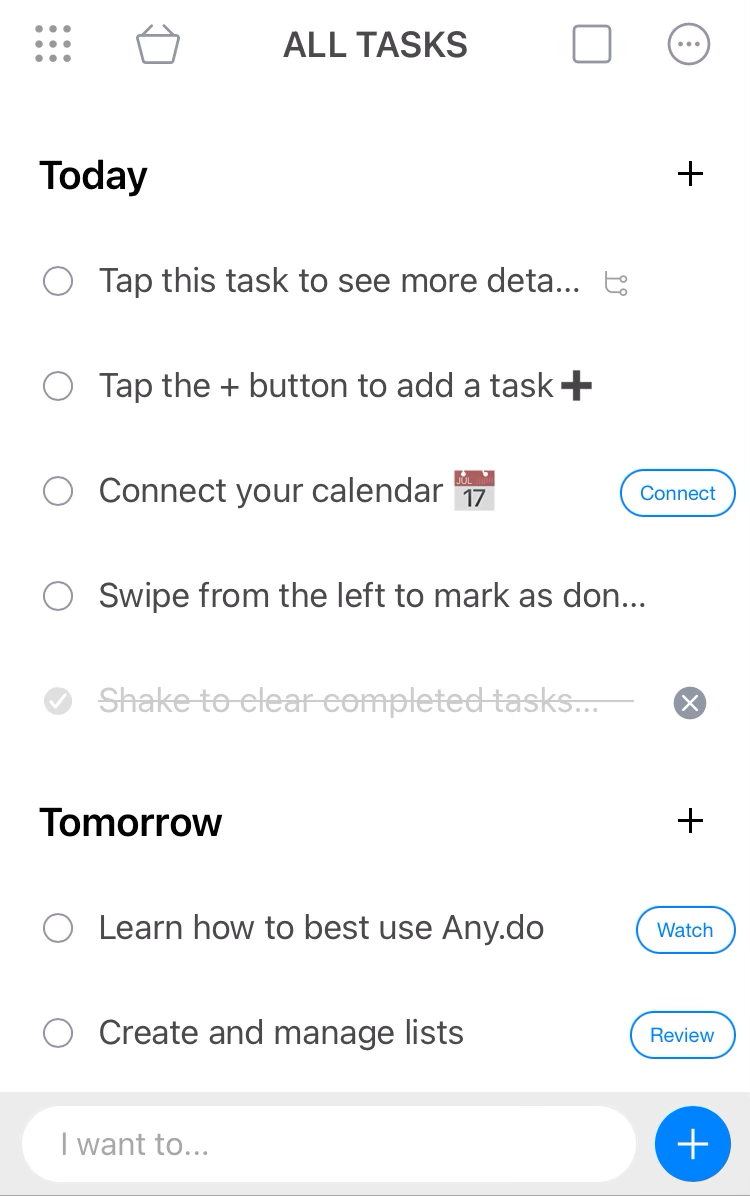 ALL TASKS
Today
Tap this task to see more deta...
Tap the + button to add a task➕
Connect your calendar JUL 17 Connect
Swipe from the left to mark as don...
Shake to clear completed tasks...
Tomorrow
Learn how to best use Any.do Watch
Create and manage lists Review
I want to...